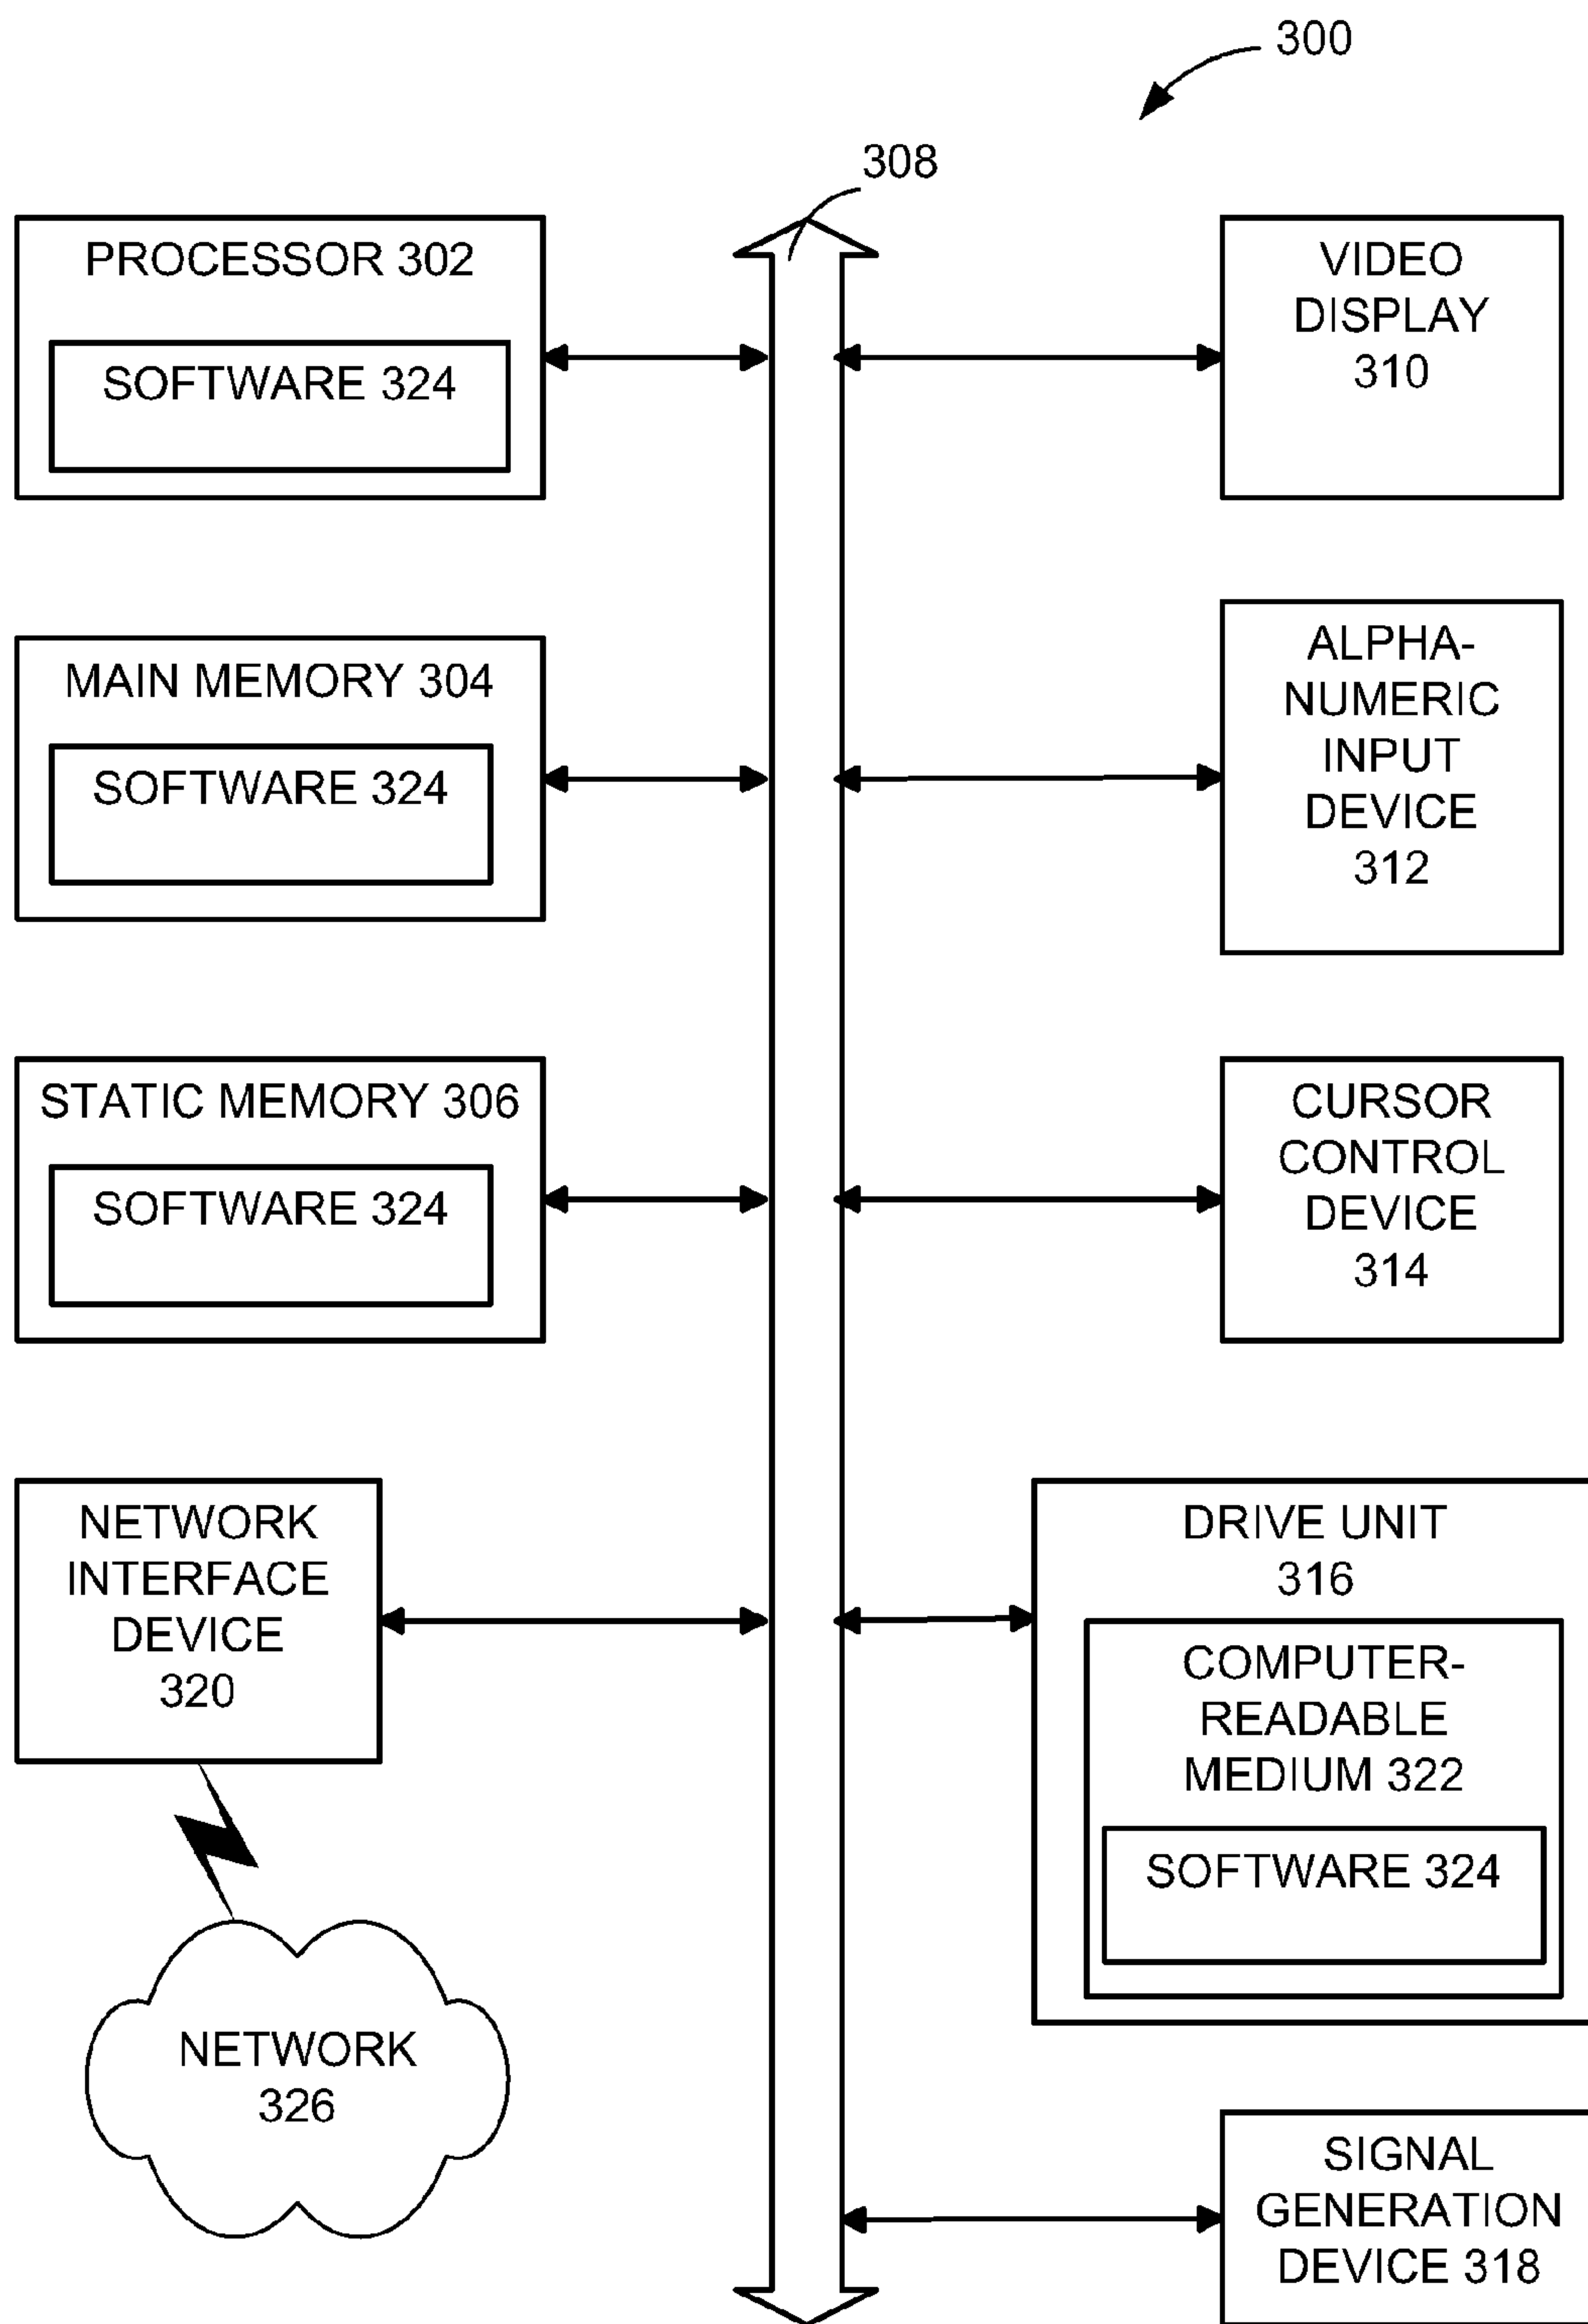 300
308
PROCESSOR 302
SOFTWARE 324
MAIN MEMORY 304
SOFTWARE 324
STATIC MEMORY 306
SOFTWARE 324
NETWORK
INTERFACE
DEVICE
320
NETWORK
326
VIDEO
DISPLAY
310
ALPHA-
NUMERIC
INPUT
DEVICE
312
CURSOR
CONTROL
DEVICE
314
DRIVE UNIT
316
COMPUTER-
READABLE
MEDIUM 322
SOFTWARE 324
SIGNAL
GENERATION
DEVICE 318